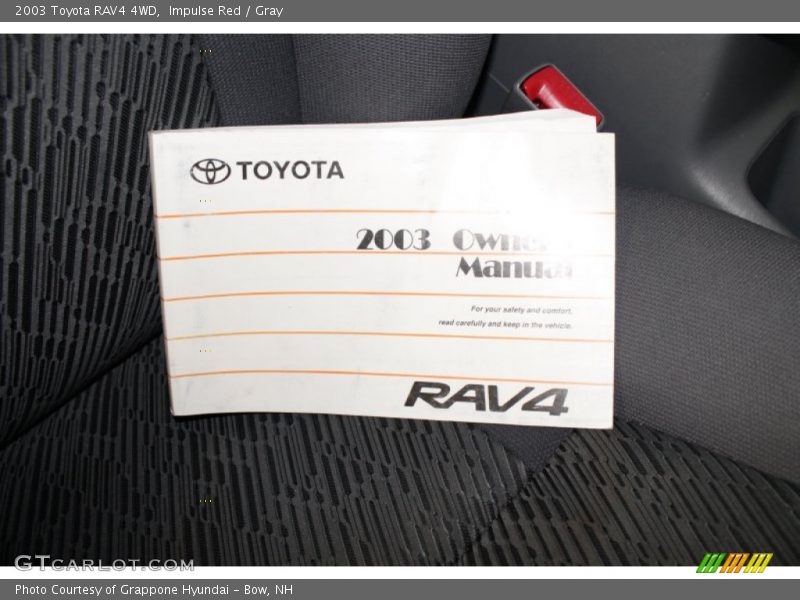 2003 Toyota RAV4 4WD, Impulse Red / Gray
TOYOTA
2003
Manual
For your safety and comfort,
read carefully and keep in the vehicle.
RAV4
GTCARLOT.COM
Photo Courtesy of Grappone Hyundai - Bow, NH